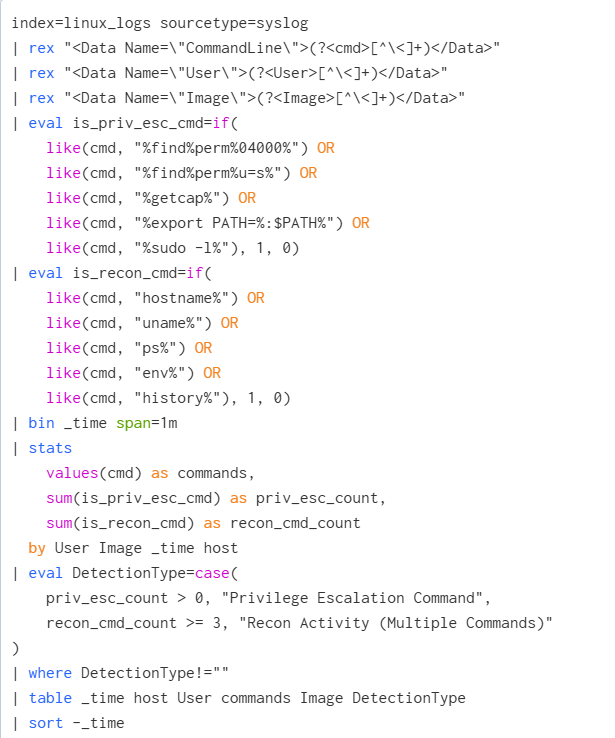 index=linux_logs sourcetype=syslog
| rex "<Data Name=\"CommandLine\">(?<cmd>[^\<]+)</Data>"
| rex "<Data Name=\"User\">(?<User>[^\<]+)</Data>"
| rex "<Data Name=\"Image\">(?<Image>[^\<]+)</Data>"
| eval is_priv_esc_cmd=if(
    like(cmd, "%find%perm%04000%") OR
    like(cmd, "%find%perm%u=s%") OR
    like(cmd, "%getcap%") OR
    like(cmd, "%export PATH=%:$PATH%") OR
    like(cmd, "%sudo -l%"), 1, 0)
| eval is_recon_cmd=if(
    like(cmd, "hostname%") OR
    like(cmd, "uname%") OR
    like(cmd, "ps%") OR
    like(cmd, "env%") OR
    like(cmd, "history%"), 1, 0)
| bin _time span=1m
| stats
    values(cmd) as commands,
    sum(is_priv_esc_cmd) as priv_esc_count,
    sum(is_recon_cmd) as recon_cmd_count
  by User Image _time host
| eval DetectionType=case(
    priv_esc_count > 0, "Privilege Escalation Command",
    recon_cmd_count >= 3, "Recon Activity (Multiple Commands)"
)
| where DetectionType!=""
| table _time host User commands Image DetectionType
| sort -_time